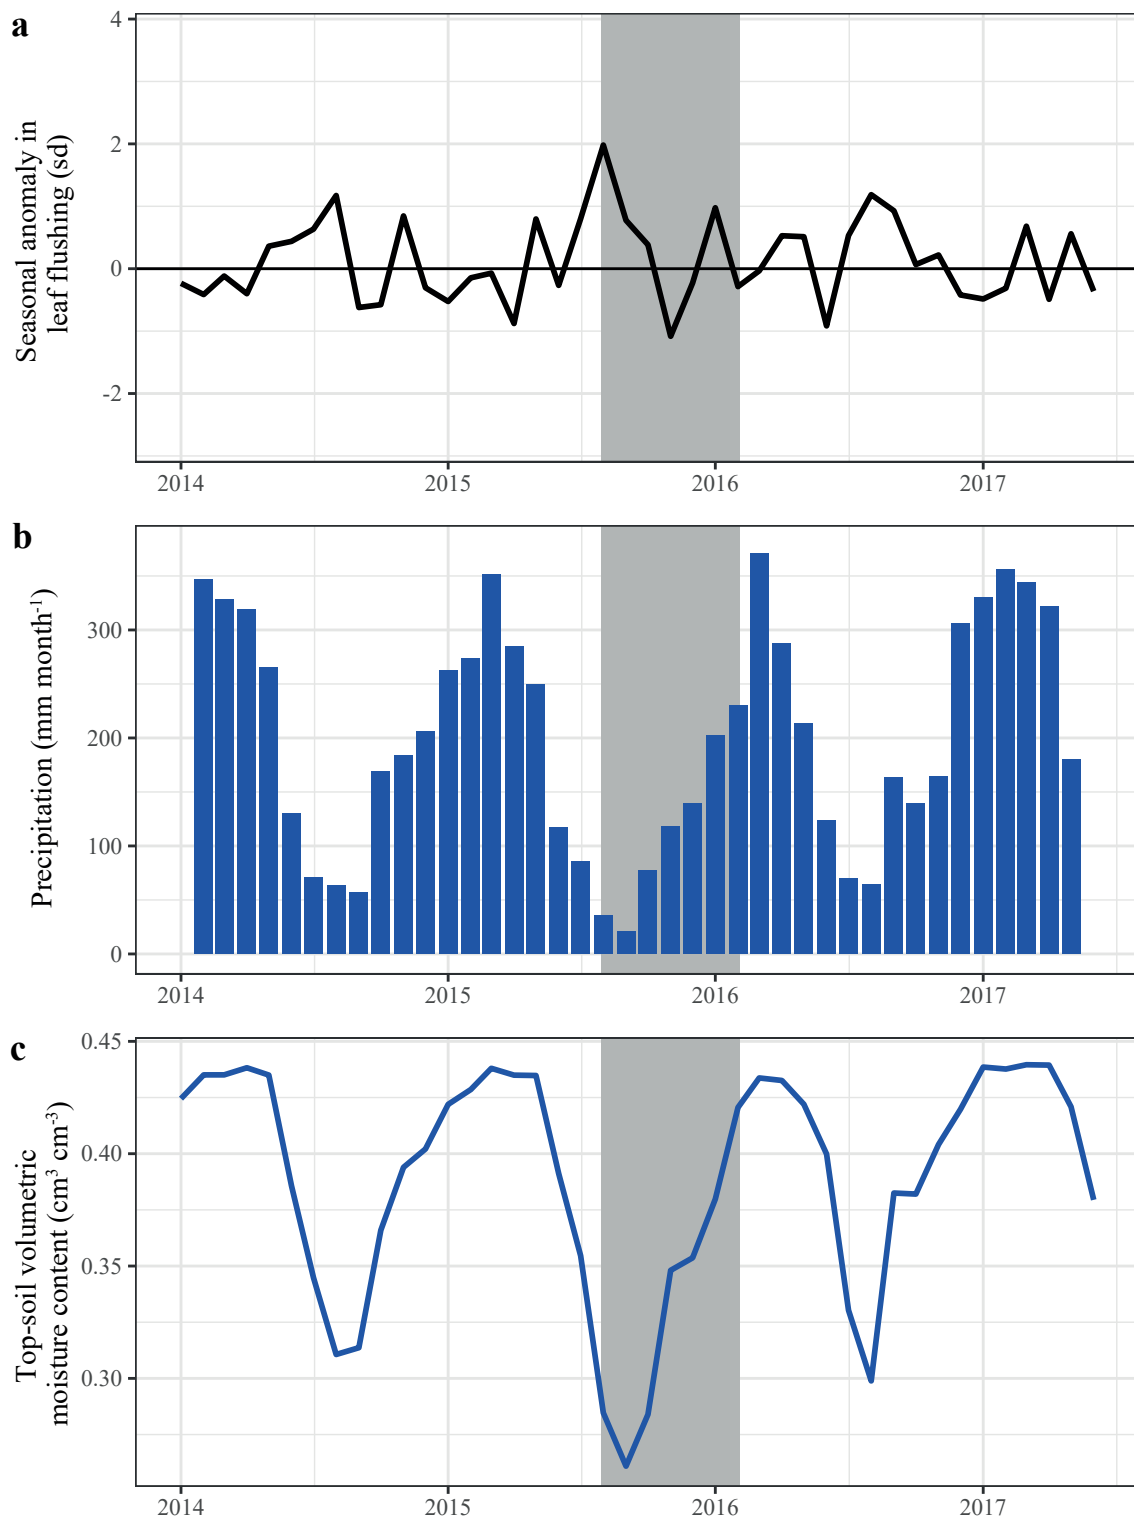 a
Seasonal anomaly in
leaf flushing (sd)
4
2
0
-2
2014 2015 2016 2017
b
Precipitation (mm month⁻¹)
300
200
100
0
2014 2015 2016 2017
c
Top-soil volumetric
moisture content (cm³ cm⁻³)
0.45
0.40
0.35
0.30
2014 2015 2016 2017